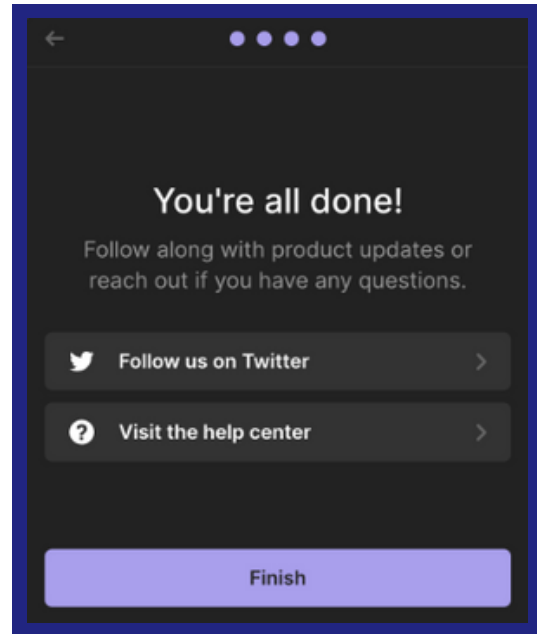 You're all done!
Follow along with product updates or
reach out if you have any questions.
Follow us on Twitter
Visit the help center
Finish